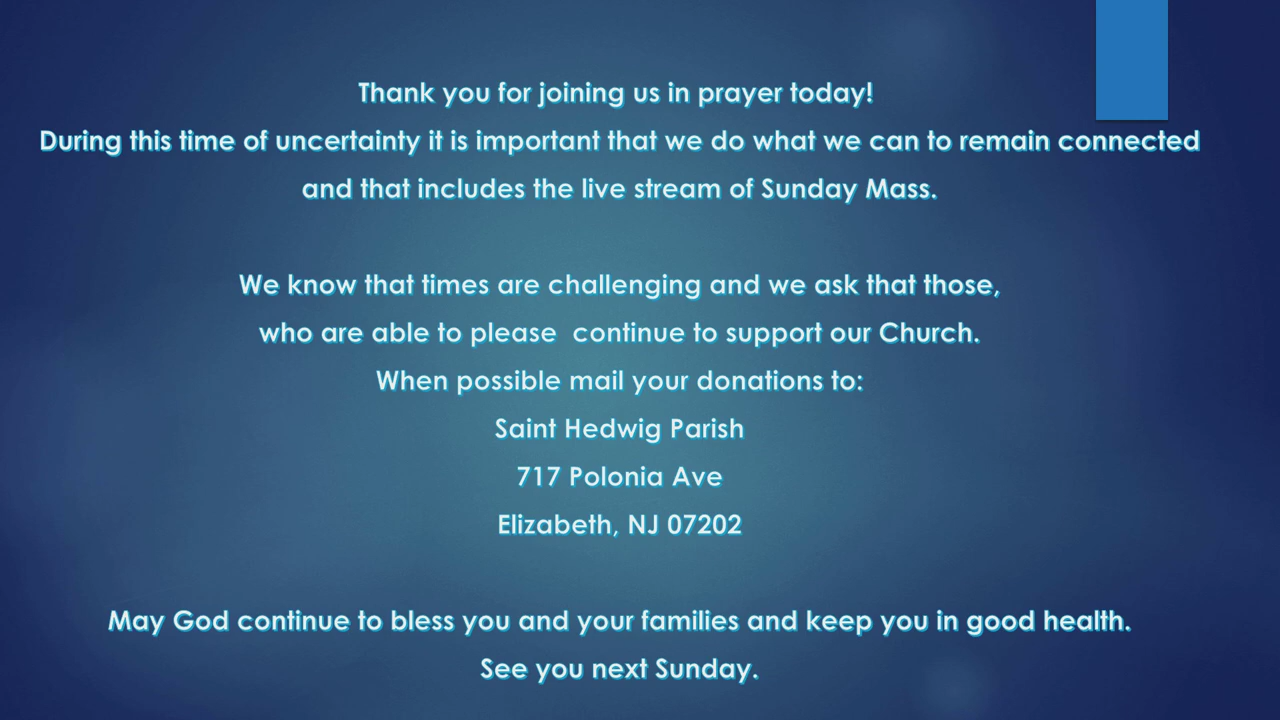 Thank you for joining us in prayer today!
During this time of uncertainty it is important that we do what we can to remain connected
and that includes the live stream of Sunday Mass.
We know that times are challenging and we ask that those,
who are able to please  continue to support our Church.
When possible mail your donations to:
Saint Hedwig Parish
717 Polonia Ave
Elizabeth, NJ 07202
May God continue to bless you and your families and keep you in good health.
See you next Sunday.